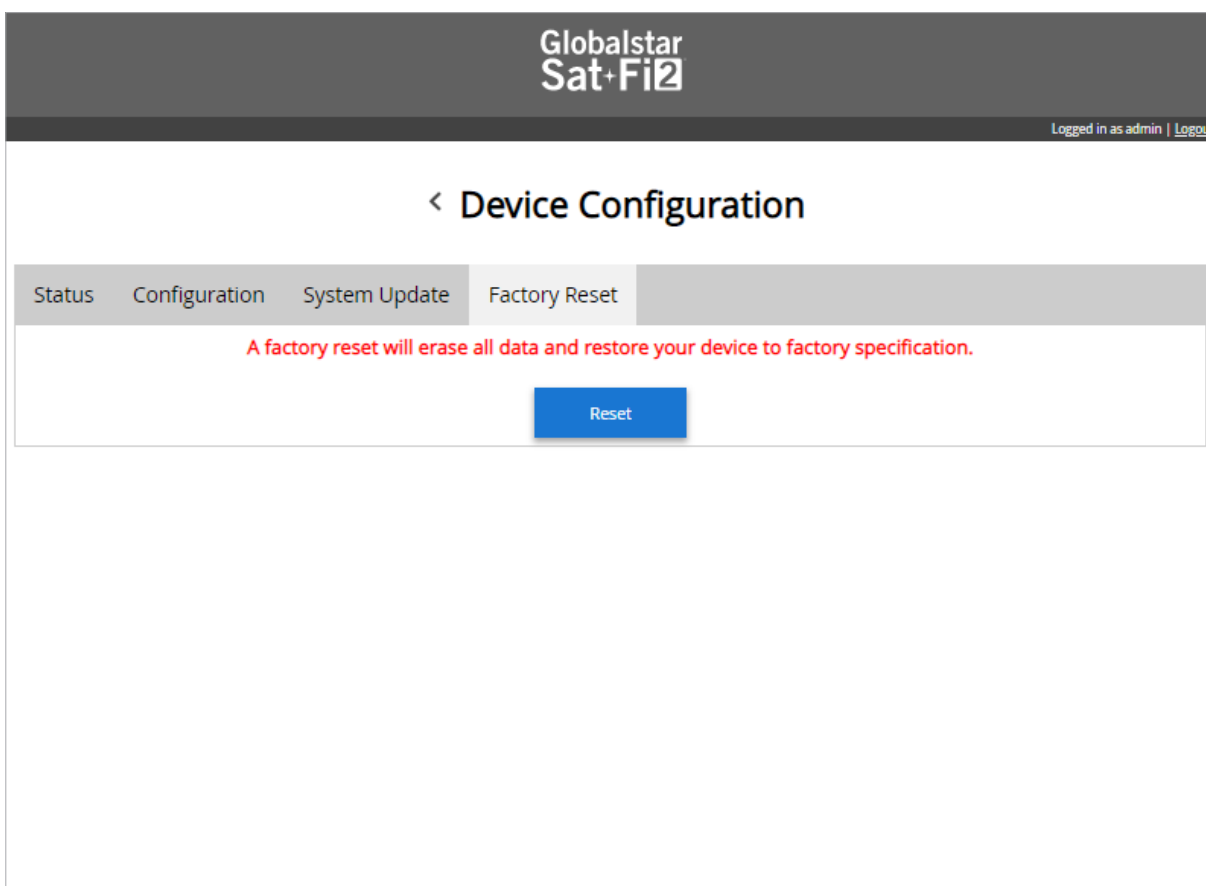 Globalstar
Sat+Fi2
Logged in as admin | Logou
< Device Configuration
Status Configuration System Update Factory Reset
A factory reset will erase all data and restore your device to factory specification.
Reset